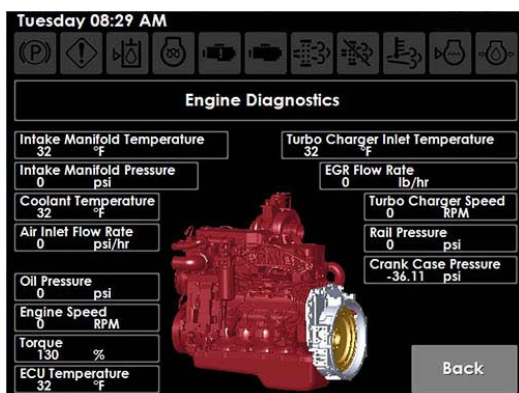 Tuesday 08:29 AM
Engine Diagnostics
Intake Manifold Temperature
32 °F
Intake Manifold Pressure
0 psi
Coolant Temperature
32 °F
Air Inlet Flow Rate
0 psi/hr
Oil Pressure
0 psi
Engine Speed
0 RPM
Torque
130 %
ECU Temperature
32 °F
Turbo Charger Inlet Temperature
32 °F
EGR Flow Rate
0 lb/hr
Turbo Charger Speed
0 RPM
Rail Pressure
0 psi
Crank Case Pressure
-36.11 psi
Back